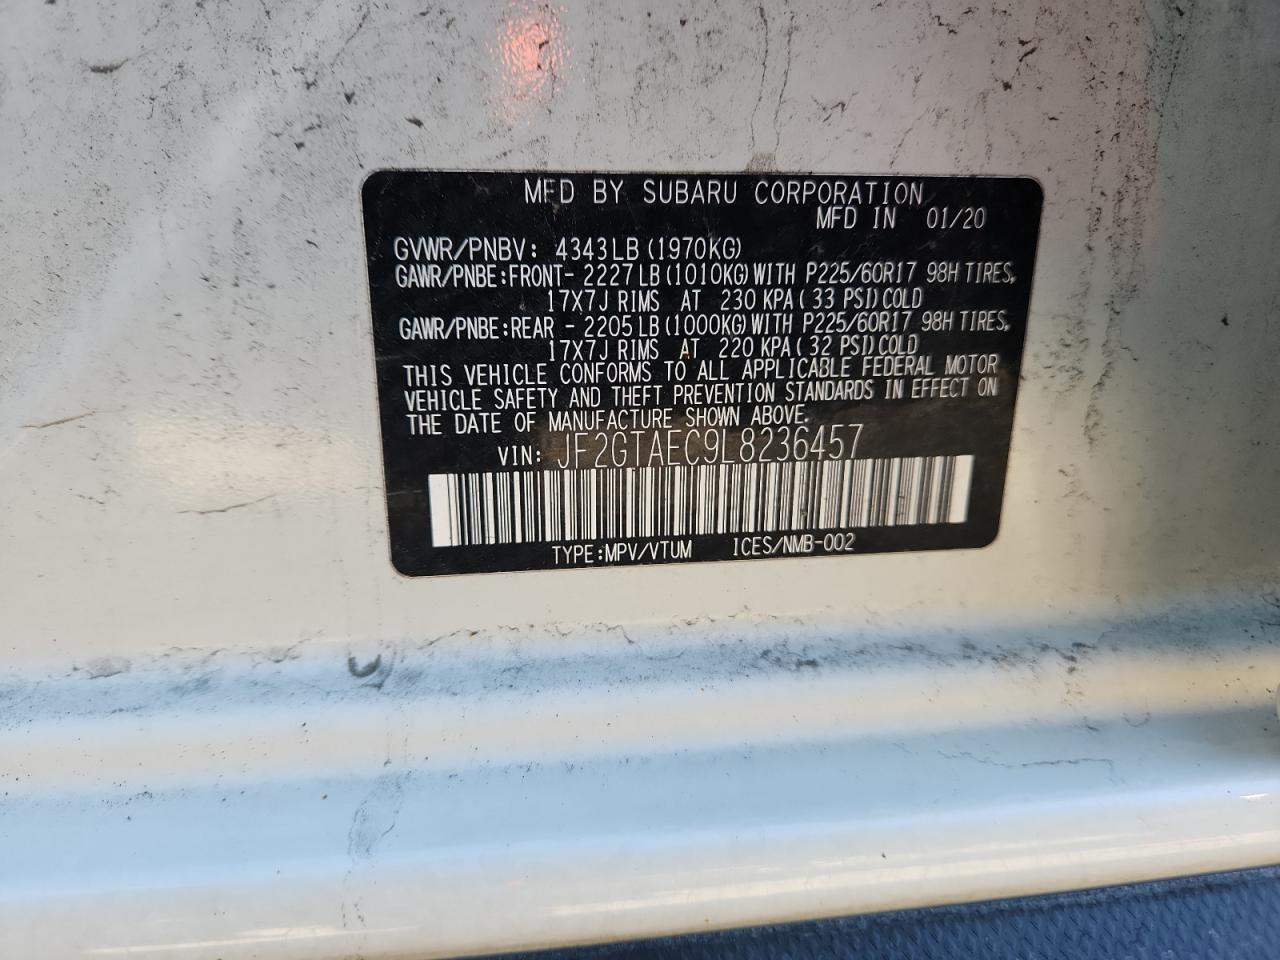 MFD BY SUBARU CORPORATION
MFD IN 01/20
GVWR/PNBV: 4343LB (1970KG)
GAWR/PNBE:FRONT- 2227LB (1010KG) WITH P225/60R17 98H TIRES,
17X7J RIMS AT 230 KPA( 33 PSI)COLD
GAWR/PNBE:REAR - 2205LB (1000KG) WITH P225/60R17 98H TIRES,
17X7J RIMS AT 220 KPA( 32 PSI)COLD
THIS VEHICLE CONFORMS TO ALL APPLICABLE FEDERAL MOTOR
VEHICLE SAFETY AND THEFT PREVENTION STANDARDS IN EFFECT ON
THE DATE OF MANUFACTURE SHOWN ABOVE.
VIN: JF2GTAEC9L8236457
TYPE:MPV/VTUM ICES/NMB-002